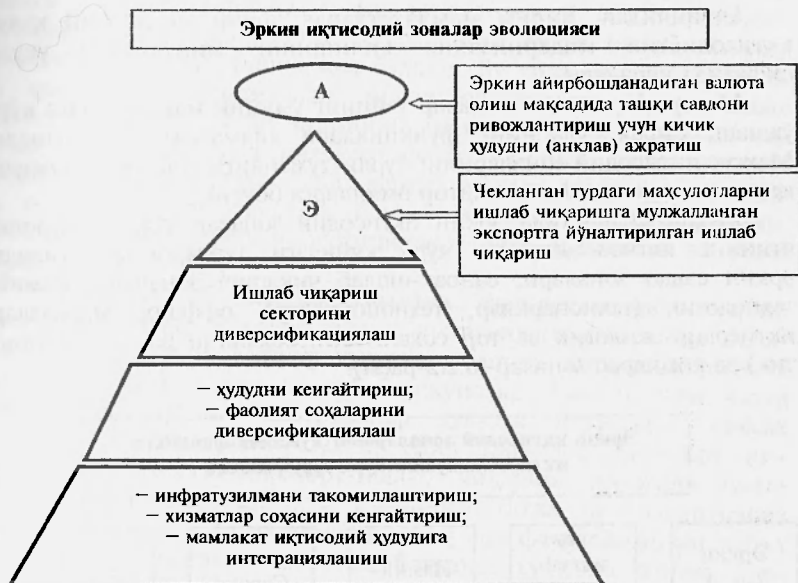 Эркин иқтисодий зоналар эволюцияси
А
Эркин айирбошланадиган валюта
олиш мақсадида ташқи савдони
ривожлантириш учун кичик
ҳудудни (анклав) ажратиш
Э
Чекланган турдаги маҳсулотларни
ишлаб чиқаришга мулжалланган
экспортга йўналтирилган ишлаб
чиқариш
Ишлаб чиқариш
секторини
диверсификациялаш
— ҳудудни кенгайтириш;
— фаолият соҳаларини
диверсификациялаш
— инфратузилмани такомиллаштириш;
— хизматлар соҳасини кенгайтириш;
— мамлакат иқтисодий ҳудудига
интеграциялашиш